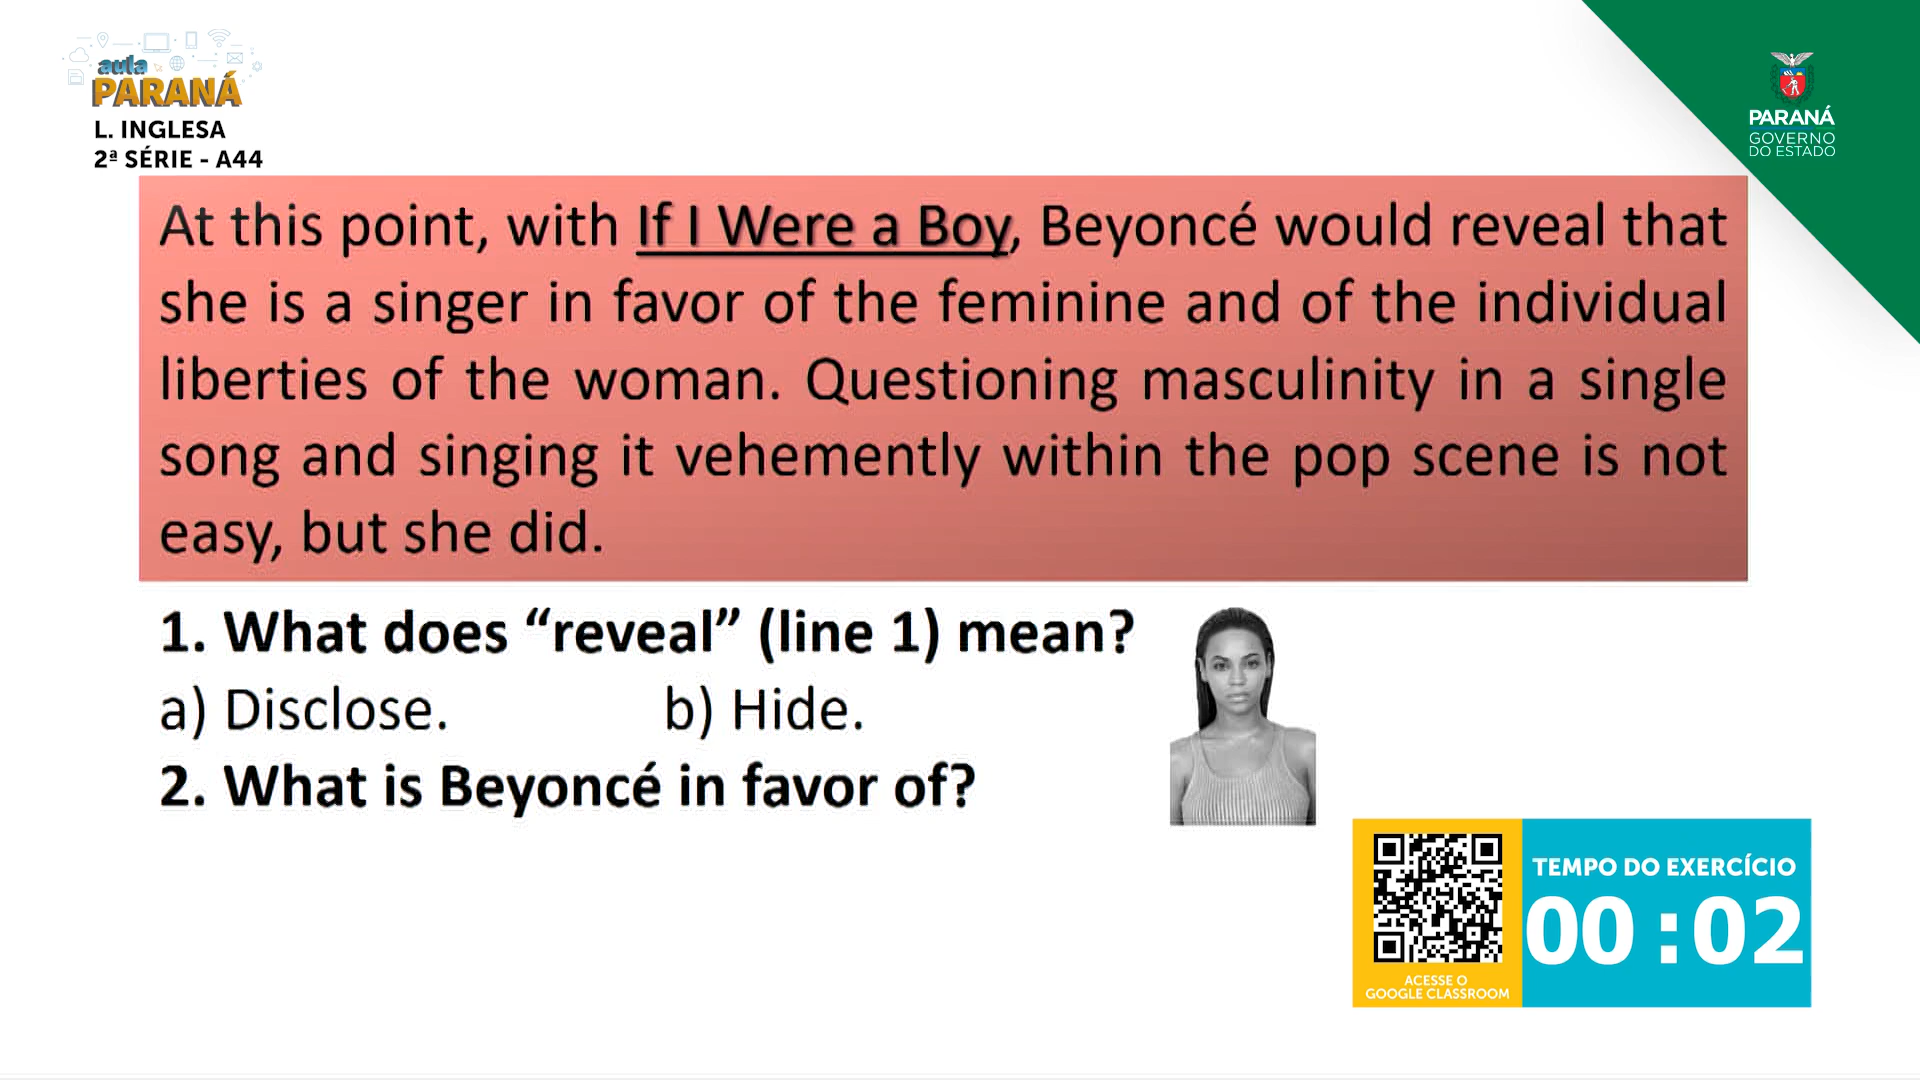 aula
PARANÁ
L. INGLESA
2ª SÉRIE - A44
PARANÁ
GOVERNO
DO ESTADO
At this point, with If I Were a Boy, Beyoncé would reveal that
she is a singer in favor of the feminine and of the individual
liberties of the woman. Questioning masculinity in a single
song and singing it vehemently within the pop scene is not
easy, but she did.
1. What does “reveal” (line 1) mean?
a) Disclose. b) Hide.
2. What is Beyoncé in favor of?
TEMPO DO EXERCÍCIO
00 :02
ACESSE O
GOOGLE CLASSROOM